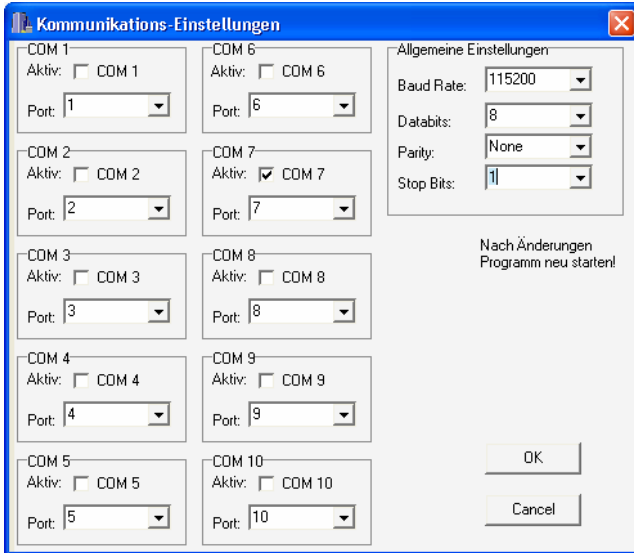 Kommunikations-Einstellungen
COM 1
Aktiv: COM 1
Port: 1
COM 2
Aktiv: COM 2
Port: 2
COM 3
Aktiv: COM 3
Port: 3
COM 4
Aktiv: COM 4
Port: 4
COM 5
Aktiv: COM 5
Port: 5
COM 6
Aktiv: COM 6
Port: 6
COM 7
Aktiv: COM 7
Port: 7
COM 8
Aktiv: COM 8
Port: 8
COM 9
Aktiv: COM 9
Port: 9
COM 10
Aktiv: COM 10
Port: 10
Allgemeine Einstellungen
Baud Rate: 115200
Databits: 8
Parity: None
Stop Bits: 1
Nach Änderungen
Programm neu starten!
OK
Cancel